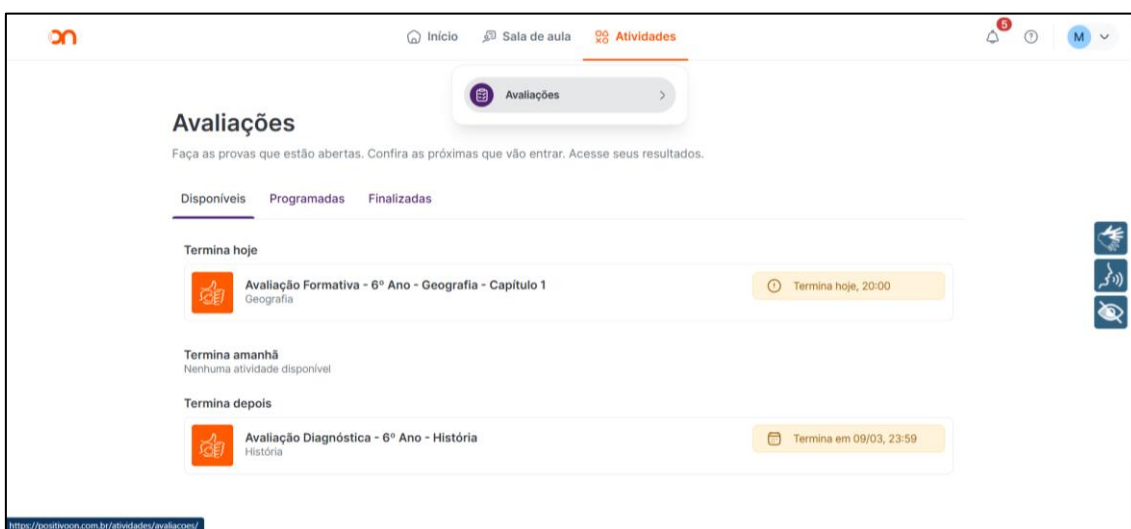 on
Início
Sala de aula
Atividades
5
M
Avaliações
Avaliações
Faça as provas que estão abertas. Confira as próximas que vão entrar. Acesse seus resultados.
Disponíveis
Programadas
Finalizadas
Termina hoje
Avaliação Formativa - 6º Ano - Geografia - Capítulo 1
Geografia
Termina hoje, 20:00
Termina amanhã
Nenhuma atividade disponível
Termina depois
Avaliação Diagnóstica - 6º Ano - História
História
Termina em 09/03, 23:59
https://positivoon.com.br/atividades/avaliacoes/